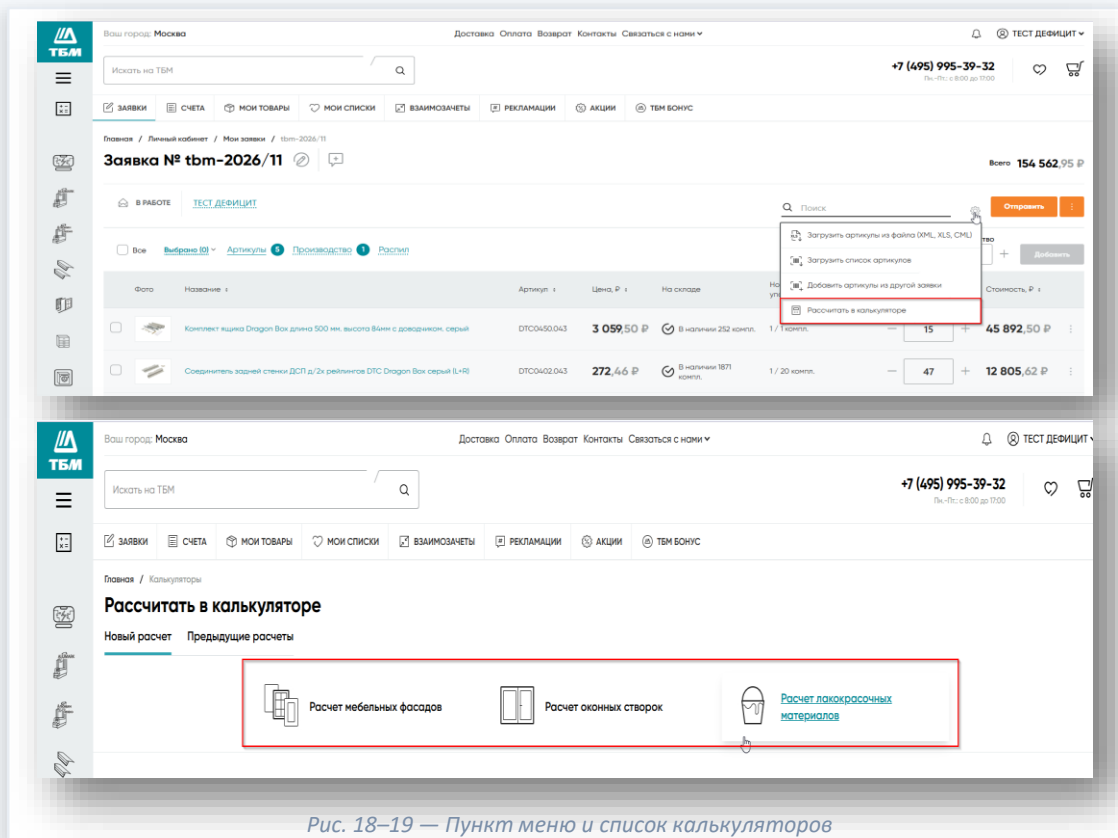 ТБМ
Ваш город: Москва
Доставка Оплата Возврат Контакты Связаться с нами
ТЕСТ ДЕФИЦИТ
Искать на ТБМ
+7 (495) 995-39-32
Пн.-Пт.: с 8:00 до 17:00
ЗАЯВКИ СЧЕТА МОИ ТОВАРЫ МОИ СПИСКИ ВЗАИМОЗАЧЕТЫ РЕКЛАМАЦИИ АКЦИИ ТБМ БОНУС
Главная / Личный кабинет / Мои заявки / tbm-2026/11
Заявка № tbm-2026/11
Всего 154 562,95 ₽
В РАБОТЕ ТЕСТ ДЕФИЦИТ
Поиск
Отправить
Загрузить артикулы из файла (XML, XLS, CML)
Загрузить список артикулов
Добавить артикулы из другой заявки
Рассчитать в калькуляторе
Все Выбрано (0) Артикулы 5 Производство 1 Распил
+ Добавить
Фото Название Артикул Цена, ₽ На складе Стоимость, ₽
Комплект ящика Dragon Box длина 500 мм, высота 84мм с доводчиком, серый DTC0450.043 3 059,50 ₽ В наличии 252 компл. 1 / 1 компл. — 15 + 45 892,50 ₽
Соединитель задней стенки ДСП д/2х рейлингов DTC Dragon Box серый (L+R) DTC0402.043 272,46 ₽ В наличии 1871 компл. 1 / 20 компл. — 47 + 12 805,62 ₽
ТБМ
Ваш город: Москва
Доставка Оплата Возврат Контакты Связаться с нами
ТЕСТ ДЕФИЦИТ
Искать на ТБМ
+7 (495) 995-39-32
Пн.-Пт.: с 8:00 до 17:00
ЗАЯВКИ СЧЕТА МОИ ТОВАРЫ МОИ СПИСКИ ВЗАИМОЗАЧЕТЫ РЕКЛАМАЦИИ АКЦИИ ТБМ БОНУС
Главная / Калькуляторы
Рассчитать в калькуляторе
Новый расчет Предыдущие расчеты
Расчет мебельных фасадов
Расчет оконных створок
Расчет лакокрасочных
материалов
Рис. 18–19 — Пункт меню и список калькуляторов